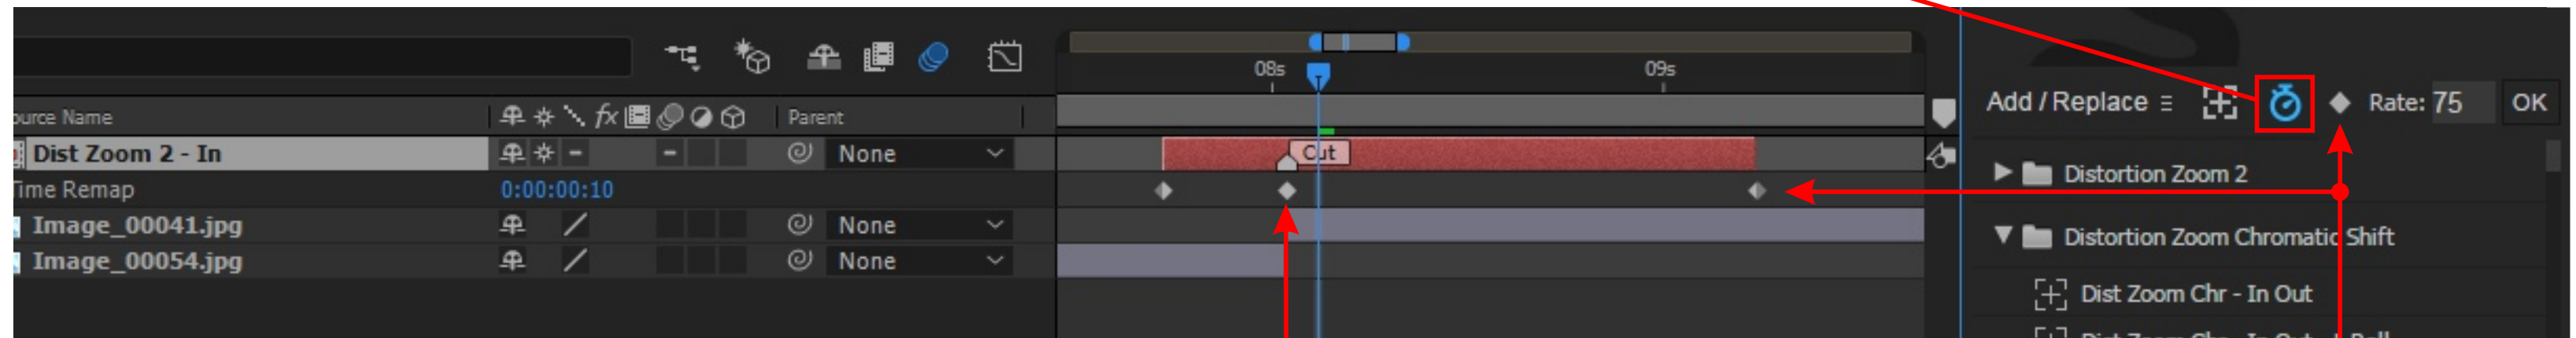 08s 09s
Add / Replace Rate: 75 OK
ource Name fx Parent
Dist Zoom 2 - In None Cut
Time Remap 0:00:00:10
Distortion Zoom 2
Image_00041.jpg None
Distortion Zoom Chromatic Shift
Image_00054.jpg None
Dist Zoom Chr - In Out